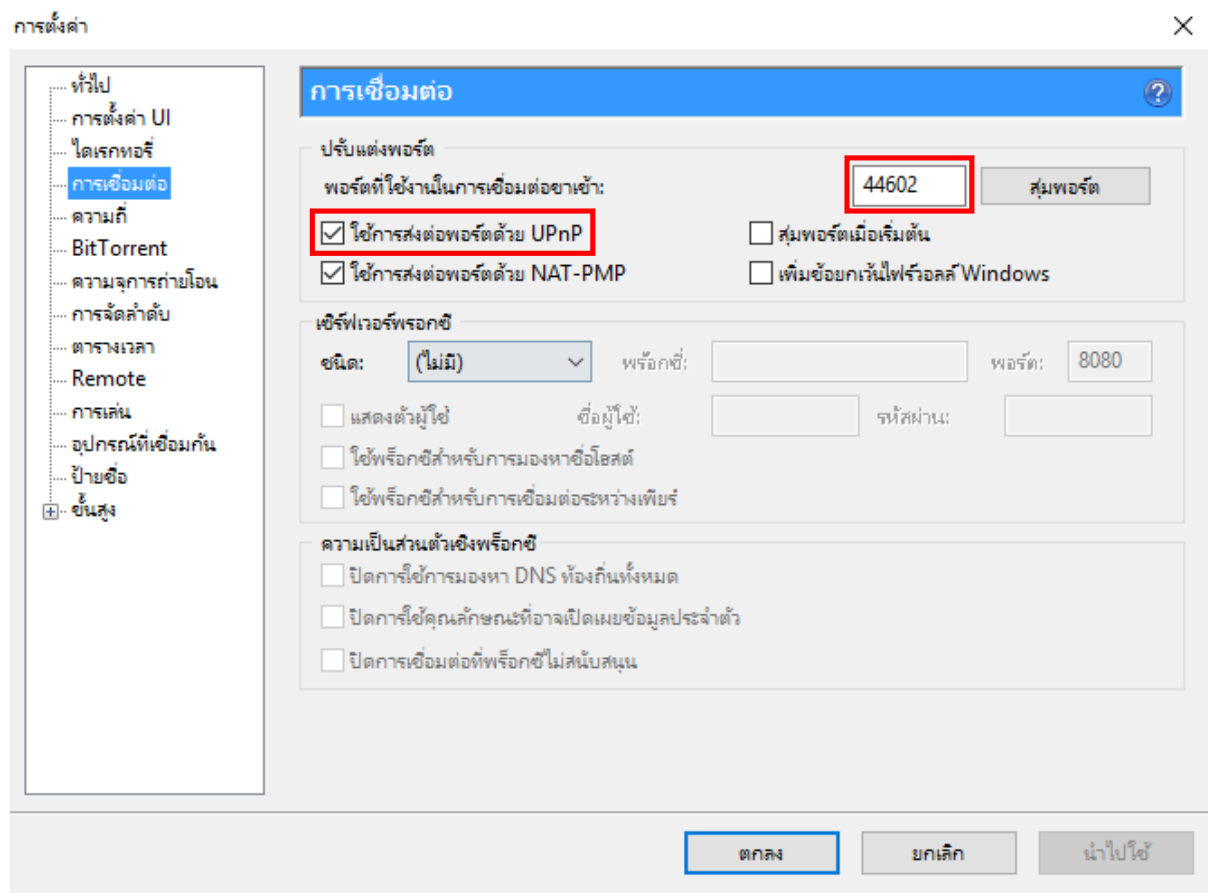 การตั้งค่า
ทั่วไป
การตั้งค่า UI
ไดเรกทอรี่
การเชื่อมต่อ
ความถี่
BitTorrent
ความจุการถ่ายโอน
การจัดลำดับ
ตารางเวลา
Remote
การเล่น
อุปกรณ์ที่เชื่อมกัน
ป้ายชื่อ
ขั้นสูง
การเชื่อมต่อ
ปรับแต่งพอร์ต
พอร์ตที่ใช้งานในการเชื่อมต่อขาเข้า: 44602 สุ่มพอร์ต
ใช้การส่งต่อพอร์ตด้วย UPnP สุ่มพอร์ตเมื่อเริ่มต้น
ใช้การส่งต่อพอร์ตด้วย NAT-PMP เพิ่มข้อยกเว้นไฟร์วอลล์ Windows
เซิร์ฟเวอร์พรอกซี
ชนิด: (ไม่มี) พร้อกซี่: พอร์ต: 8080
แสดงตัวผู้ใช้ ชื่อผู้ใช้: รหัสผ่าน:
ใช้พร็อกซีสำหรับการมองหาชื่อโฮสต์
ใช้พร็อกซีสำหรับการเชื่อมต่อระหว่างเพียร์
ความเป็นส่วนตัวเชิงพร็อกซี
ปิดการใช้การมองหา DNS ท้องถิ่นทั้งหมด
ปิดการใช้คุณลักษณะที่อาจเปิดเผยข้อมูลประจำตัว
ปิดการเชื่อมต่อที่พร็อกซีไม่สนับสนุน
ตกลง ยกเลิก นำไปใช้